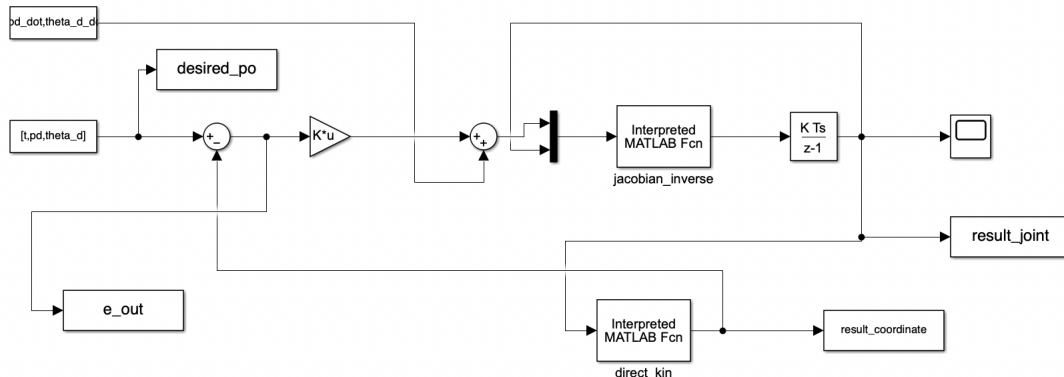 pd_dot,theta_d_d
desired_po
[t,pd,theta_d]
+
−
K*u
+
+
Interpreted
MATLAB Fcn
jacobian_inverse
K Ts
z-1
result_joint
e_out
Interpreted
MATLAB Fcn
direct_kin
result_coordinate